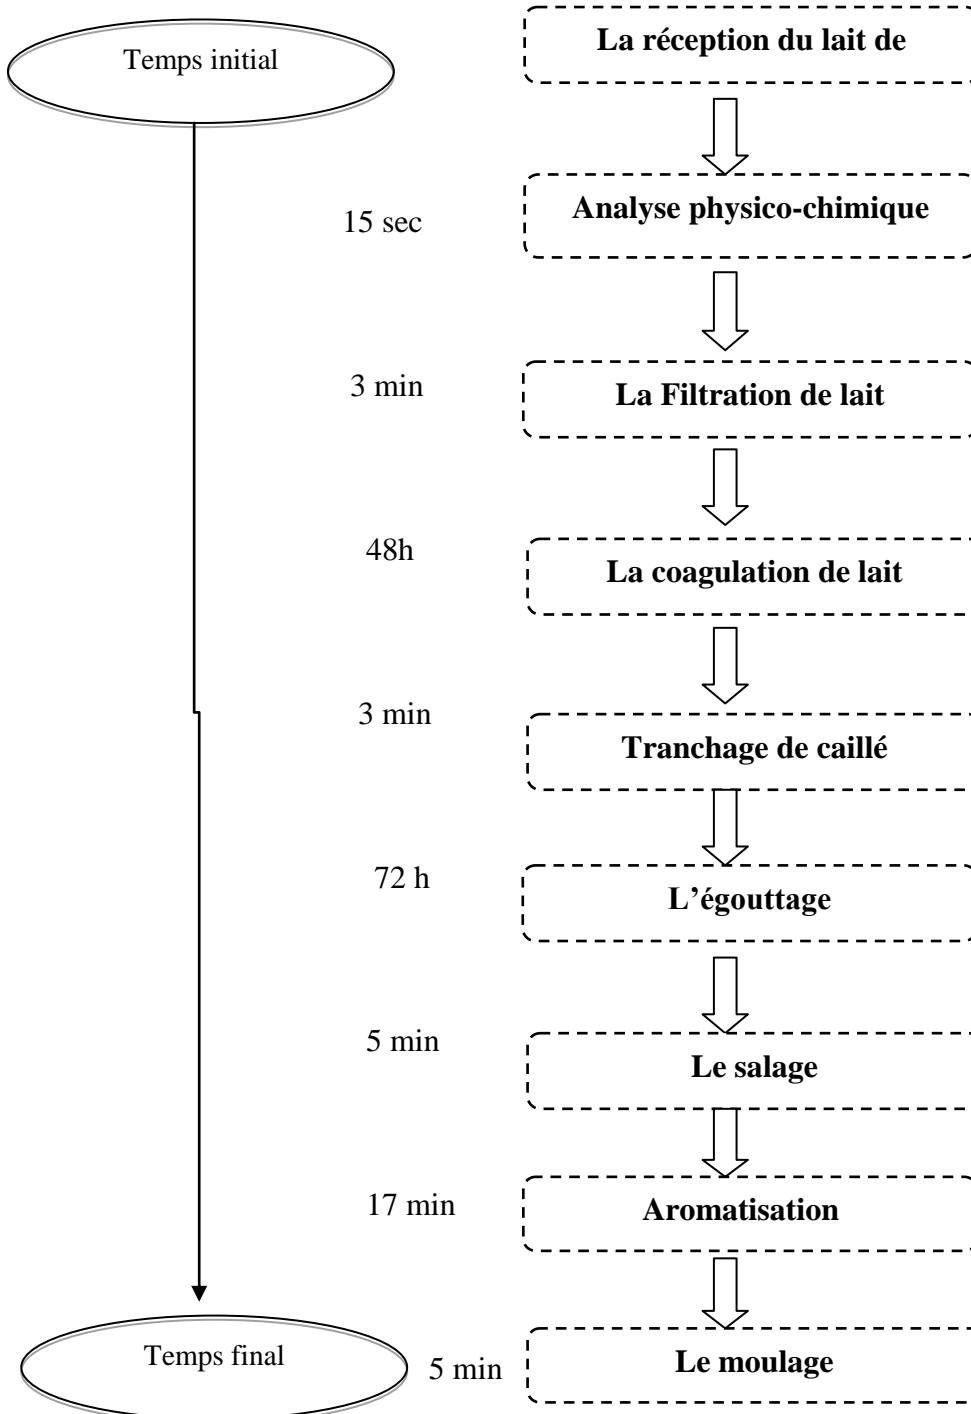 Temps initial
La réception du lait de
15 sec
Analyse physico-chimique
3 min
La Filtration de lait
48h
La coagulation de lait
3 min
Tranchage de caillé
72 h
L’égouttage
5 min
Le salage
17 min
Aromatisation
Temps final
5 min
Le moulage